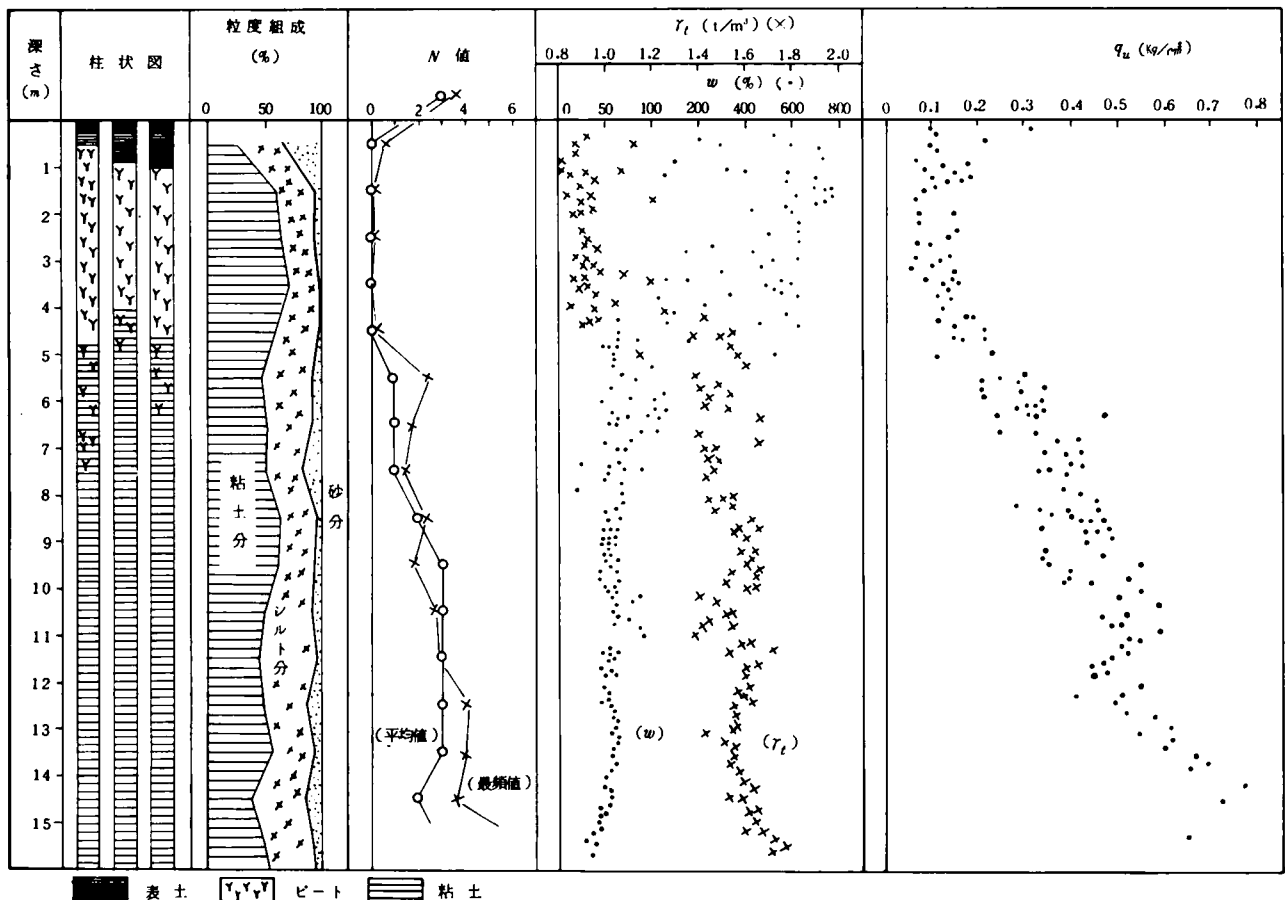 深さ(m)
柱状図
粒度組成
(%)
0 50 100
N 値
0 2 4 6
γt (t/m³) (×)
0.8 1.0 1.2 1.4 1.6 1.8 2.0
w (%) (・)
0 50 100 200 400 600 800
qu (Kg/cm²)
0 0.1 0.2 0.3 0.4 0.5 0.6 0.7 0.8
1
2
3
4
5
6
7
8
9
10
11
12
13
14
15
粘土分
シルト分
砂分
(平均値)
(最頻値)
(w)
(γt)
表土 ピート 粘土